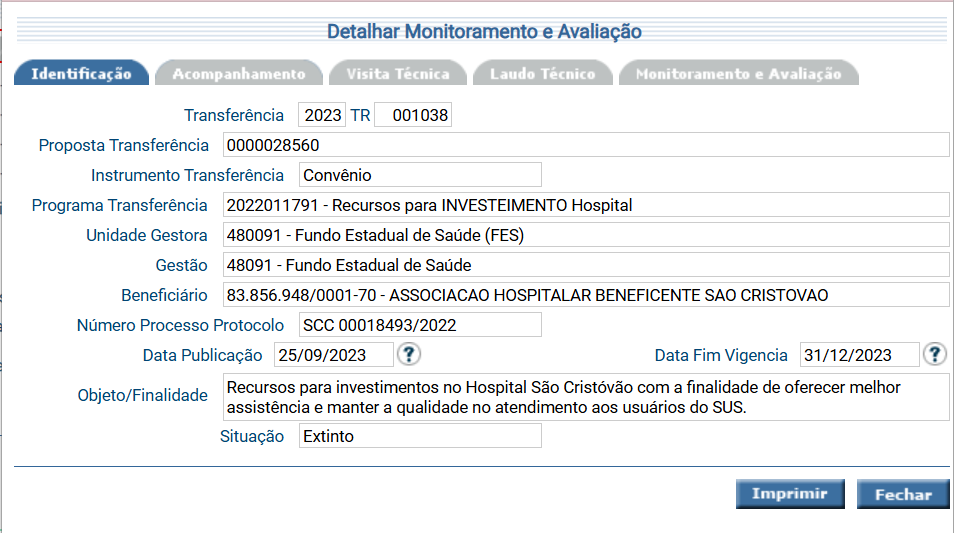 Detalhar Monitoramento e Avaliação
Identificação Acompanhamento Visita Técnica Laudo Técnico Monitoramento e Avaliação
Transferência 2023 TR 001038
Proposta Transferência 0000028560
Instrumento Transferência Convênio
Programa Transferência 2022011791 - Recursos para INVESTEIMENTO Hospital
Unidade Gestora 480091 - Fundo Estadual de Saúde (FES)
Gestão 48091 - Fundo Estadual de Saúde
Beneficiário 83.856.948/0001-70 - ASSOCIACAO HOSPITALAR BENEFICENTE SAO CRISTOVAO
Número Processo Protocolo SCC 00018493/2022
Data Publicação 25/09/2023 ? Data Fim Vigencia 31/12/2023 ?
Objeto/Finalidade Recursos para investimentos no Hospital São Cristóvão com a finalidade de oferecer melhor
assistência e manter a qualidade no atendimento aos usuários do SUS.
Situação Extinto
Imprimir Fechar